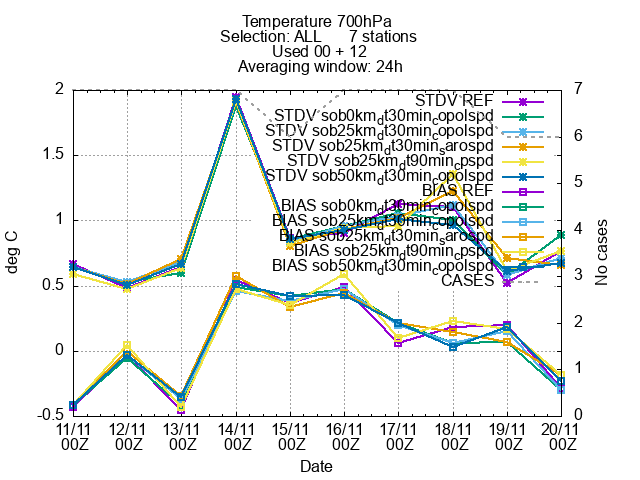 Temperature 700hPa
Selection: ALL 7 stations
Used 00 + 12
Averaging window: 24h
STDV REF
STDV sob0km_dt30min_copolspd
STDV sob25km_dt30min_copolspd
STDV sob25km_dt30min_sarospd
STDV sob25km_dt90min_cpspd
STDV sob50km_dt30min_copolspd
BIAS REF
BIAS sob0km_dt30min_copolspd
BIAS sob25km_dt30min_copolspd
BIAS sob25km_dt30min_sarospd
BIAS sob25km_dt90min_cpspd
BIAS sob50km_dt30min_copolspd
CASES
deg C
2
1.5
1
0.5
0
-0.5
No cases
7
6
5
4
3
2
1
0
11/11 00Z
12/11 00Z
13/11 00Z
14/11 00Z
15/11 00Z
16/11 00Z
17/11 00Z
18/11 00Z
19/11 00Z
20/11 00Z
Date